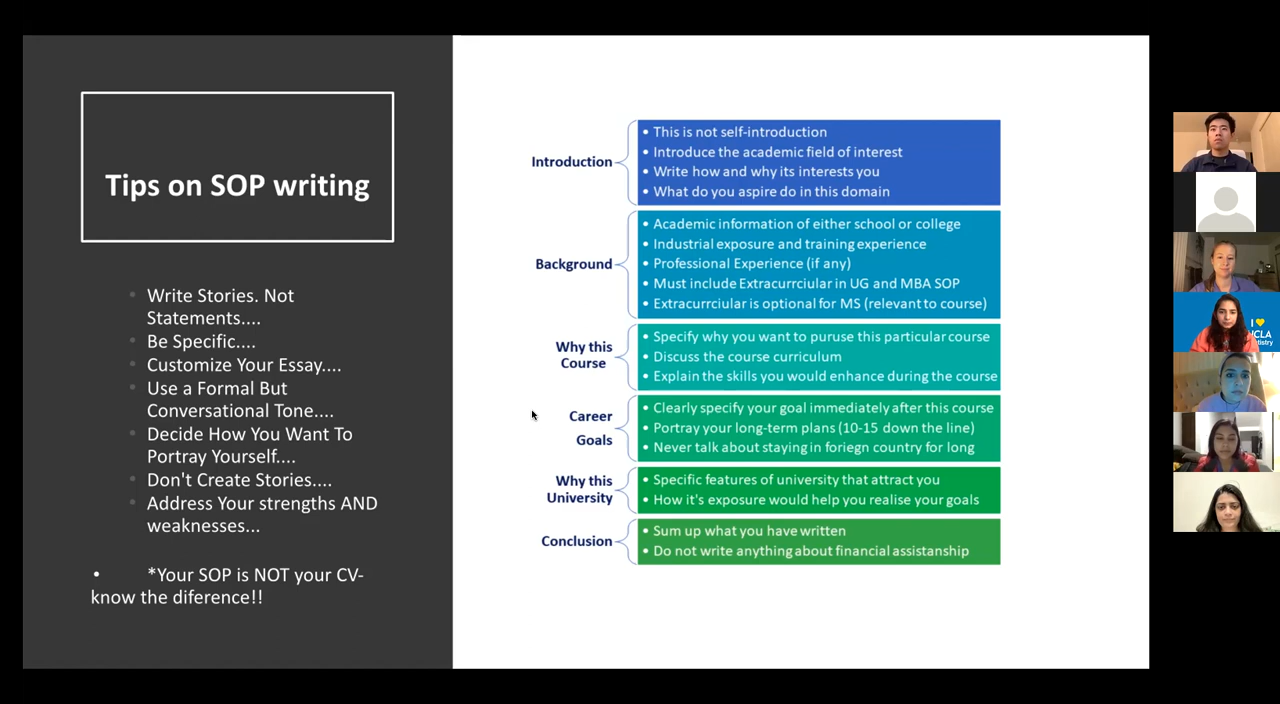 Tips on SOP writing
Write Stories. Not
Statements....
Be Specific....
Customize Your Essay....
Use a Formal But
Conversational Tone....
Decide How You Want To
Portray Yourself....
Don't Create Stories....
Address Your strengths AND
weaknesses...
• *Your SOP is NOT your CV-
know the diference!!
Introduction
• This is not self-introduction
• Introduce the academic field of interest
• Write how and why its interests you
• What do you aspire do in this domain
Background
• Academic information of either school or college
• Industrial exposure and training experience
• Professional Experience (if any)
• Must include Extracurrciular in UG and MBA SOP
• Extracurrciular is optional for MS (relevant to course)
Why this
Course
• Specify why you want to puruse this particular course
• Discuss the course curriculum
• Explain the skills you would enhance during the course
Career
Goals
• Clearly specify your goal immediately after this course
• Portray your long-term plans (10-15 down the line)
• Never talk about staying in foriegn country for long
Why this
University
• Specific features of university that attract you
• How it's exposure would help you realise your goals
Conclusion
• Sum up what you have written
• Do not write anything about financial assistanship
I